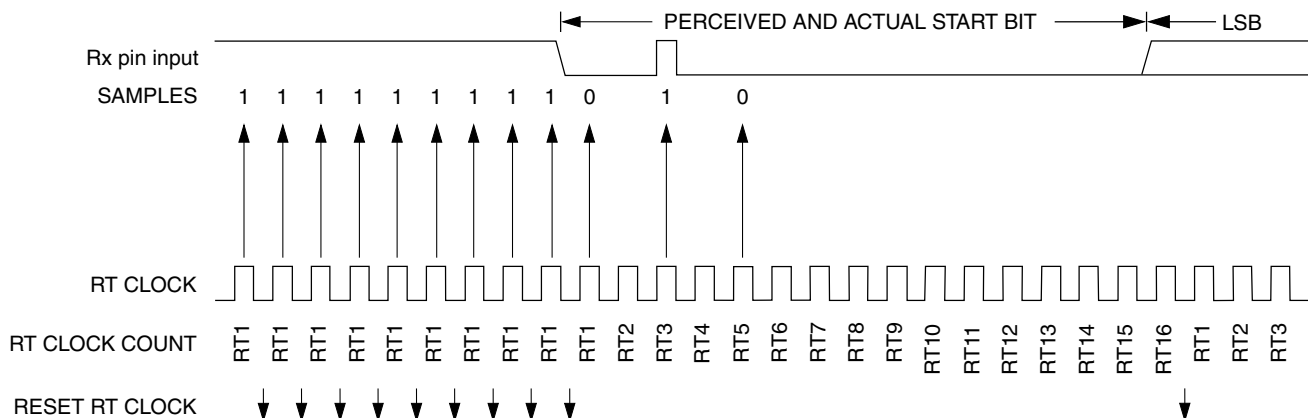 PERCEIVED AND ACTUAL START BIT LSB
Rx pin input
SAMPLES 1 1 1 1 1 1 1 1 1 0 1 0
RT CLOCK
RT CLOCK COUNT RT1 RT1 RT1 RT1 RT1 RT1 RT1 RT1 RT1 RT1 RT2 RT3 RT4 RT5 RT6 RT7 RT8 RT9 RT10 RT11 RT12 RT13 RT14 RT15 RT16 RT1 RT2 RT3
RESET RT CLOCK